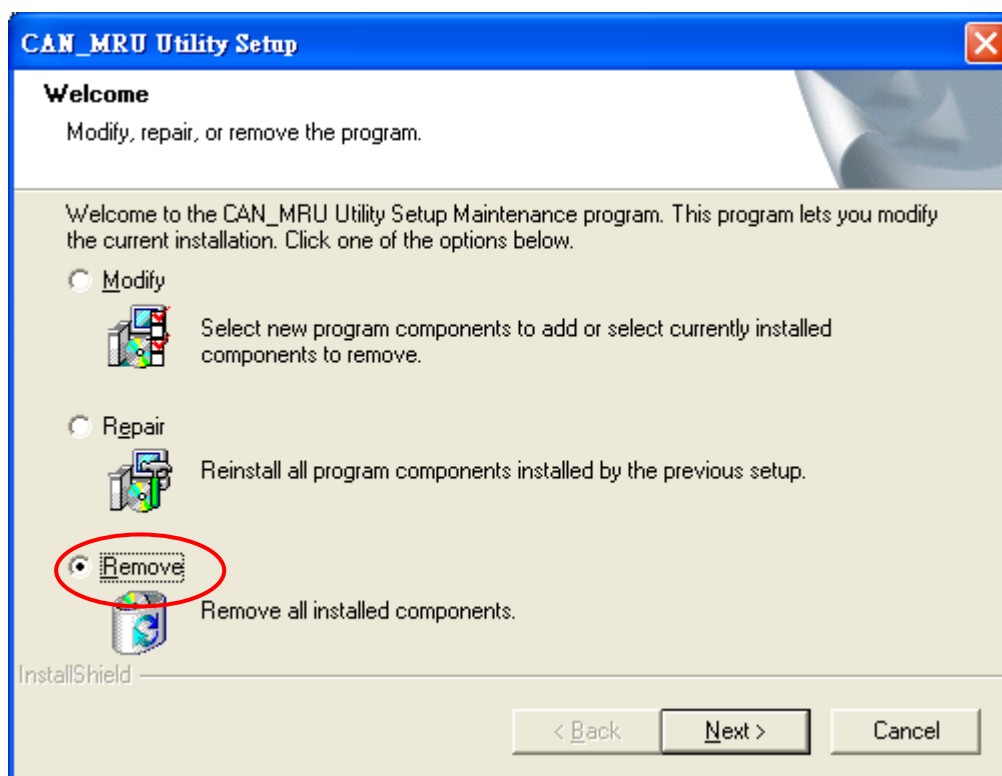 CAN_MRU Utility Setup
Welcome
Modify, repair, or remove the program.
Welcome to the CAN_MRU Utility Setup Maintenance program. This program lets you modify
the current installation. Click one of the options below.
Modify
Select new program components to add or select currently installed
components to remove.
Repair
Reinstall all program components installed by the previous setup.
Remove
Remove all installed components.
InstallShield
< Back Next > Cancel